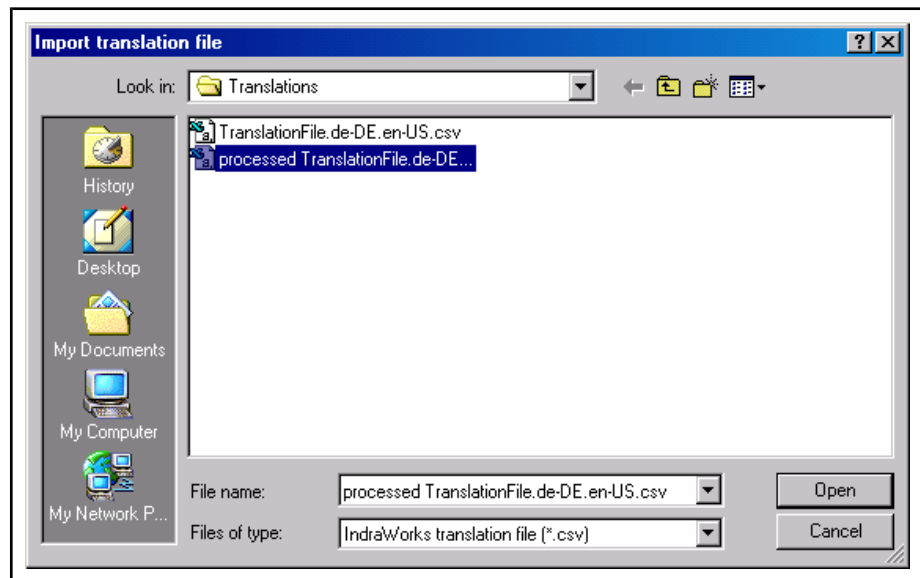 Import translation file
Look in: Translations
TranslationFile.de-DE.en-US.csv
processed TranslationFile.de-DE...
History
Desktop
My Documents
My Computer
My Network P...
File name: processed TranslationFile.de-DE.en-US.csv Open
Files of type: IndraWorks translation file (*.csv) Cancel